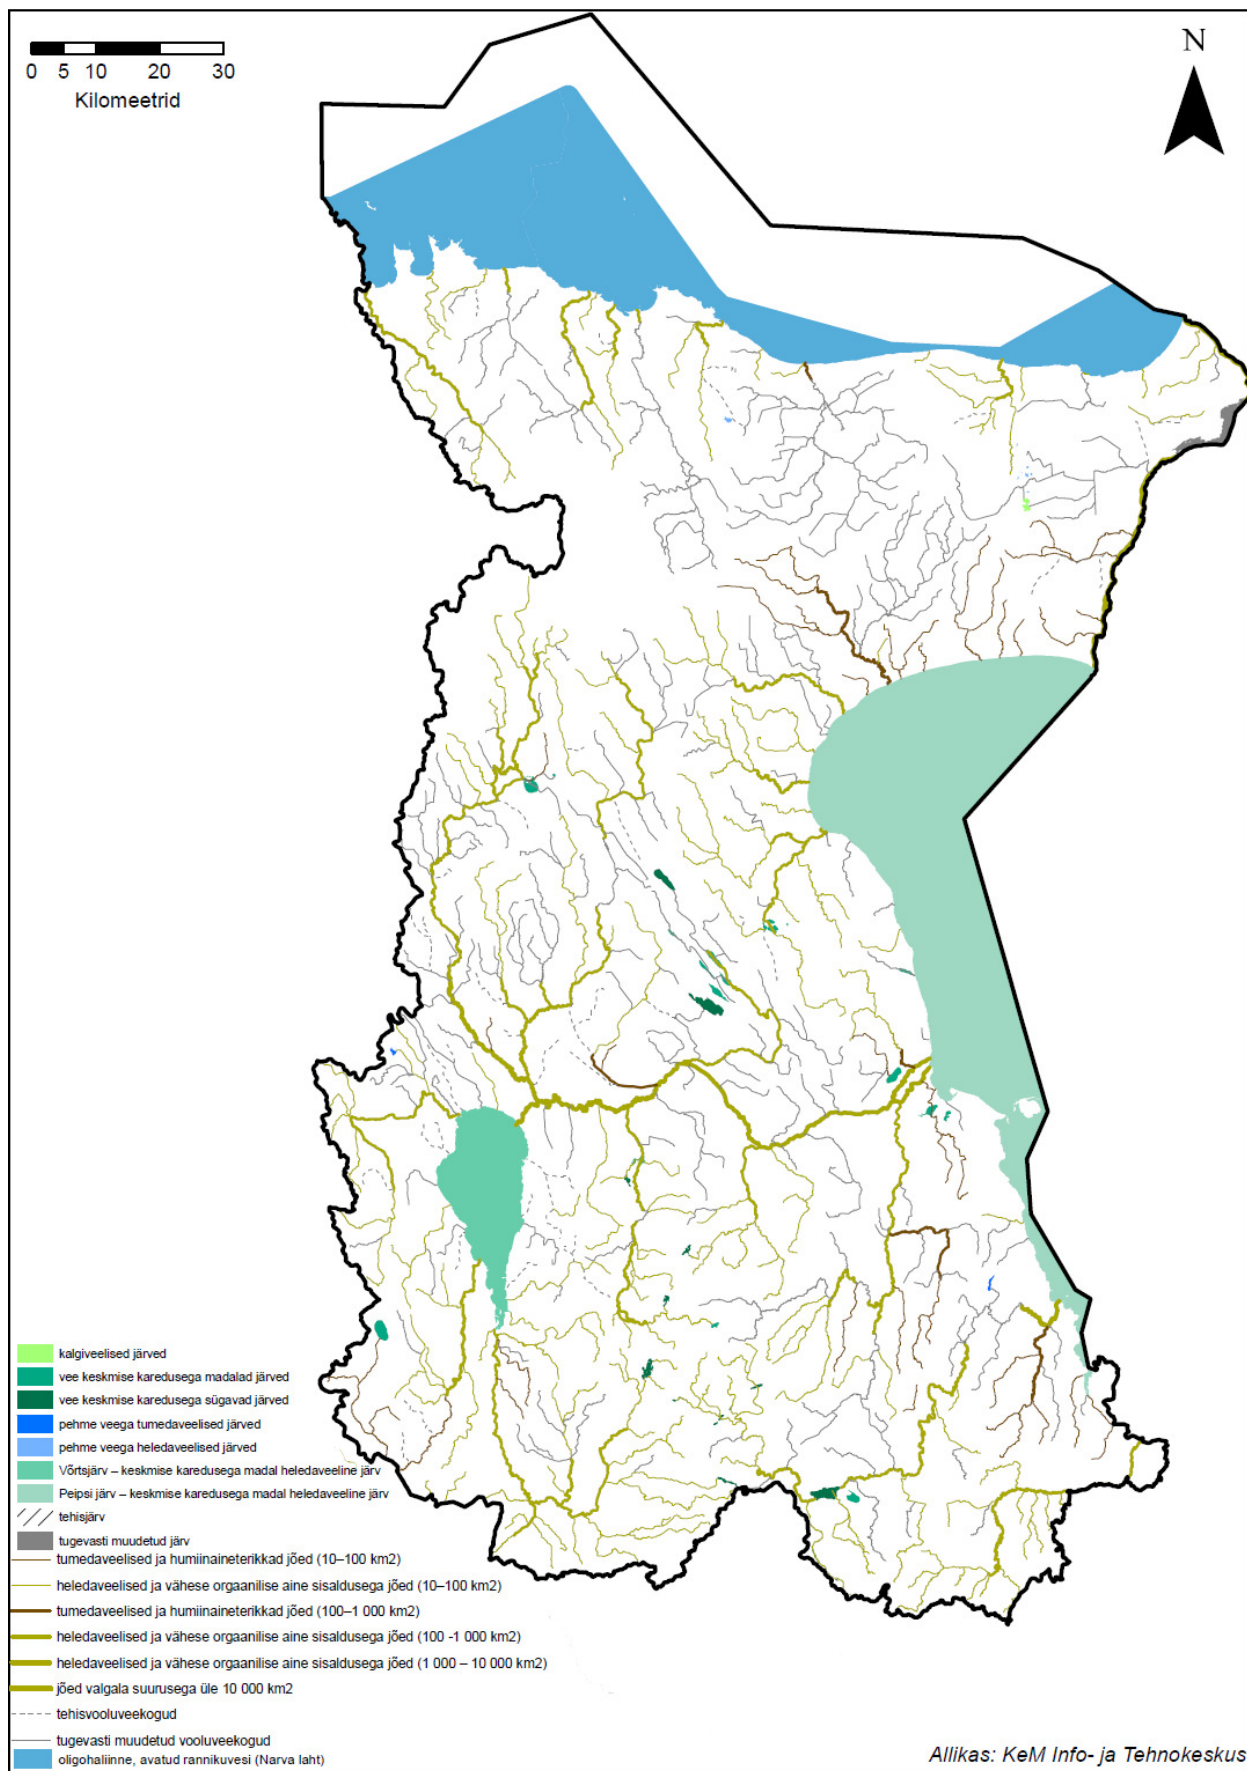 0 5 10 20 30
Kilomeetrid
N
kalgiveelised järved
vee keskmise karedusega madalad järved
vee keskmise karedusega sügavad järved
pehme veega tumedaveelised järved
pehme veega heledaveelised järved
Võrtsjärv – keskmise karedusega madal heledaveeline järv
Peipsi järv – keskmise karedusega madal heledaveeline järv
tehisjärv
tugevasti muudetud järv
tumedaveelised ja humiinaineterikkad jõed (10–100 km2)
heledaveelised ja vähese orgaanilise aine sisaldusega jõed (10–100 km2)
tumedaveelised ja humiinaineterikkad jõed (100–1 000 km2)
heledaveelised ja vähese orgaanilise aine sisaldusega jõed (100 -1 000 km2)
heledaveelised ja vähese orgaanilise aine sisaldusega jõed (1 000 – 10 000 km2)
jõed valgala suurusega üle 10 000 km2
tehisvooluveekogud
tugevasti muudetud vooluveekogud
oligohaliinne, avatud rannikuvesi (Narva laht)
Allikas: KeM Info- ja Tehnokeskus